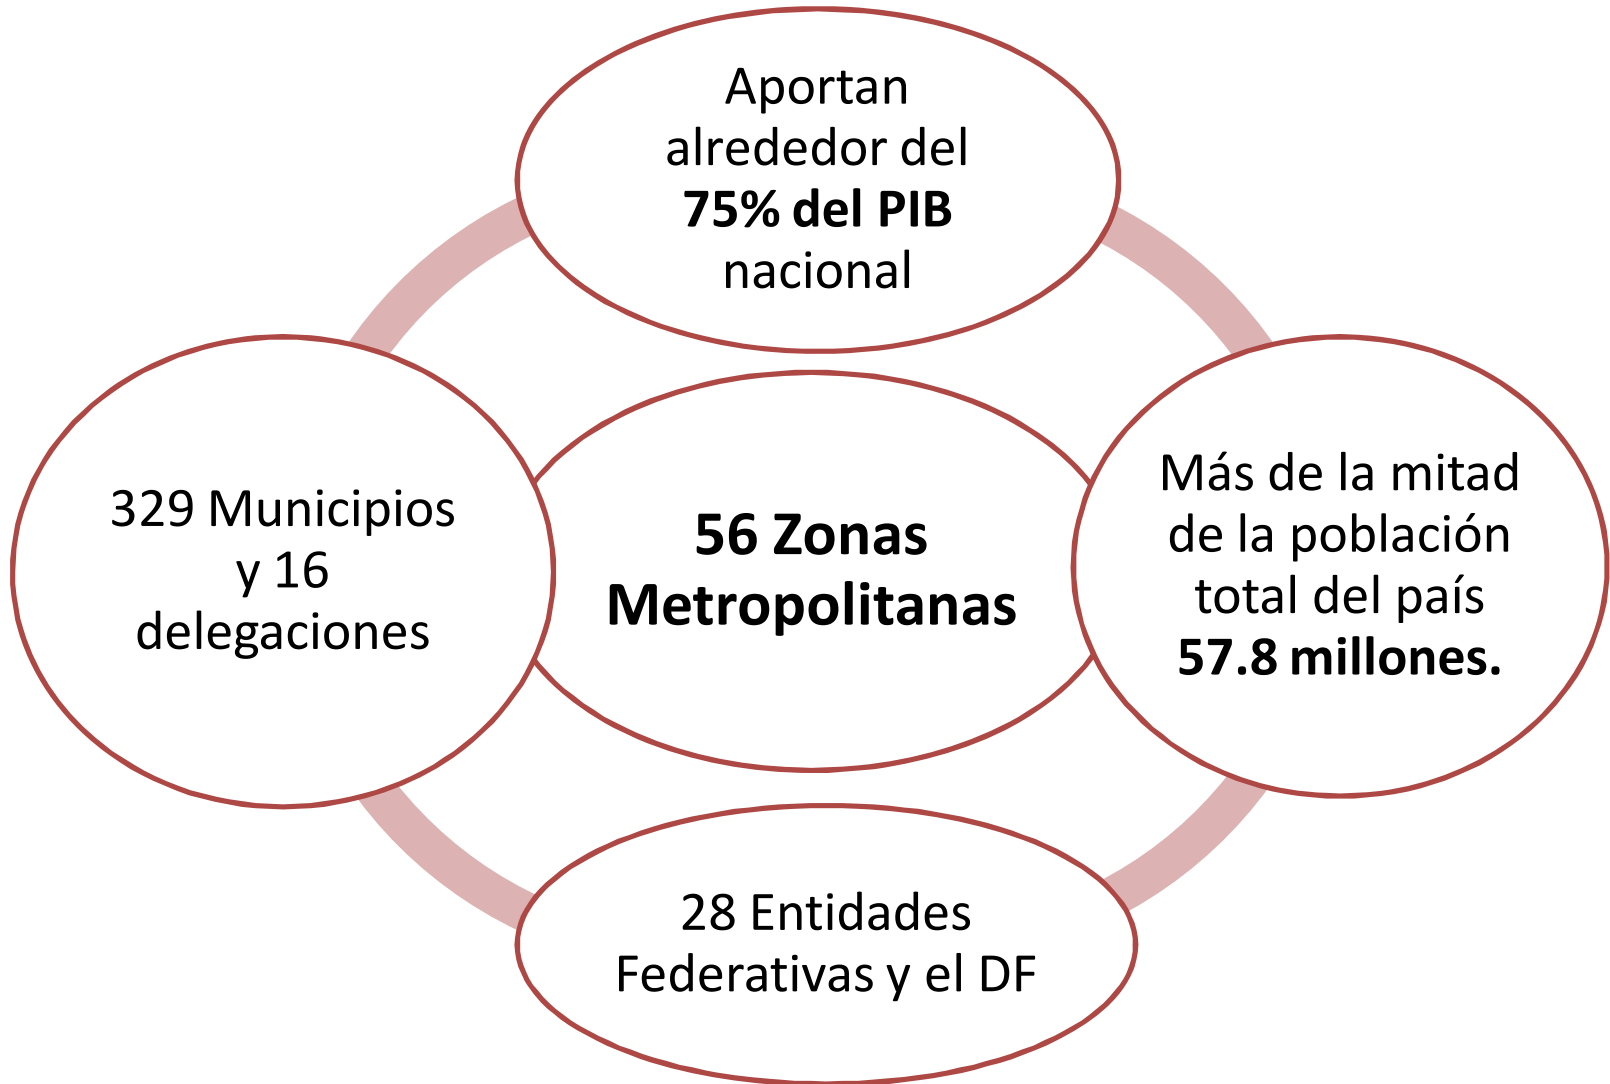 Aportan
alrededor del
75% del PIB
nacional
329 Municipios
y 16
delegaciones
56 Zonas
Metropolitanas
Más de la mitad
de la población
total del país
57.8 millones.
28 Entidades
Federativas y el DF